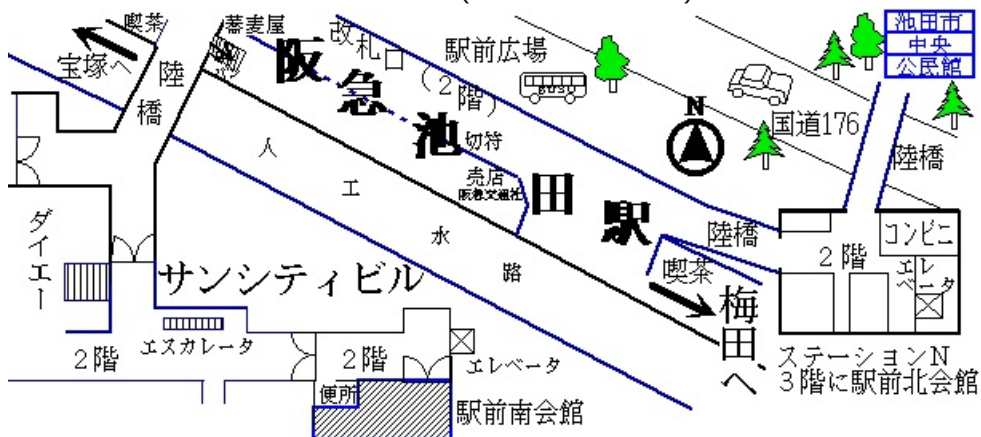 喫茶
蕎麦屋
宝塚へ
陸橋
改札口(2階)
駅前広場
BUS
池田市
中央
公民館
阪急池田駅
N
国道176
切符
売店
阪急交通社
陸橋
人工水路
陸橋
喫茶
梅田へ
コンビニ
2階
エレベータ
ダイエー
サンシティビル
エスカレータ
2階
2階
エレベータ
便所
駅前南会館
ステーションN
3階に駅前北会館